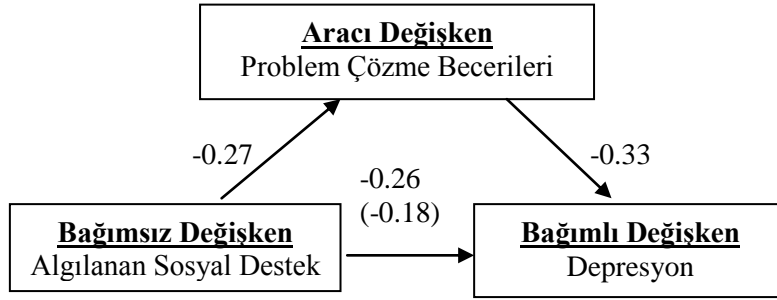 Aracı Değişken
Problem Çözme Becerileri
-0.27
-0.33
-0.26
(-0.18)
Bağımsız Değişken
Algılanan Sosyal Destek
Bağımlı Değişken
Depresyon